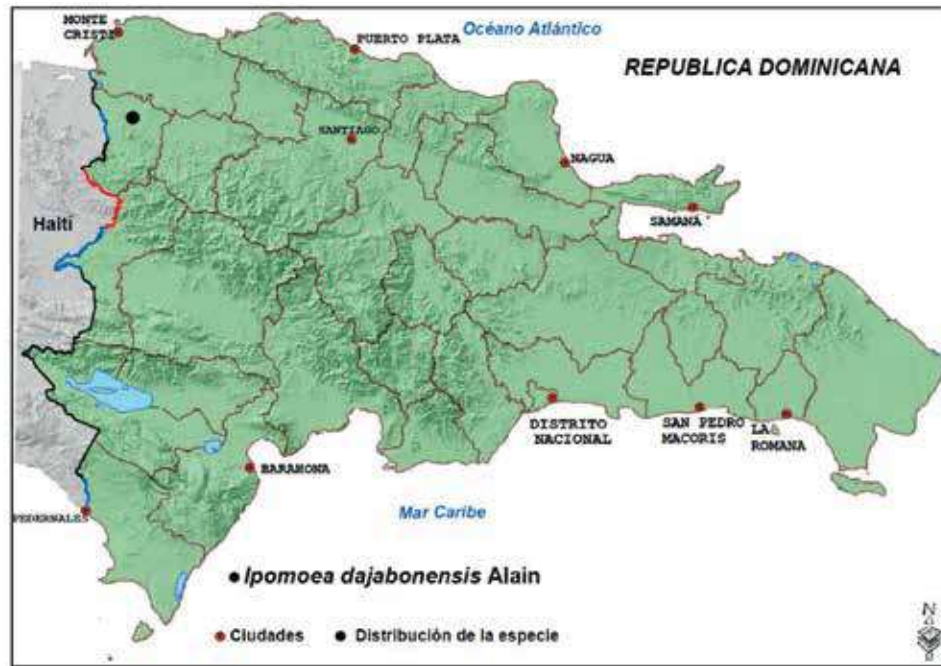 MONTE
CRISTI
PUERTO PLATA
Océano Atlántico
REPUBLICA DOMINICANA
SANTIAGO
NAGUA
SAMANA
Haití
DISTRITO
NACIONAL
SAN PEDRO
MACORIS
LA
ROMANA
BARAHONA
PEDERNALES
Mar Caribe
Ipomoea dajabonensis Alain
Ciudades
Distribución de la especie
N